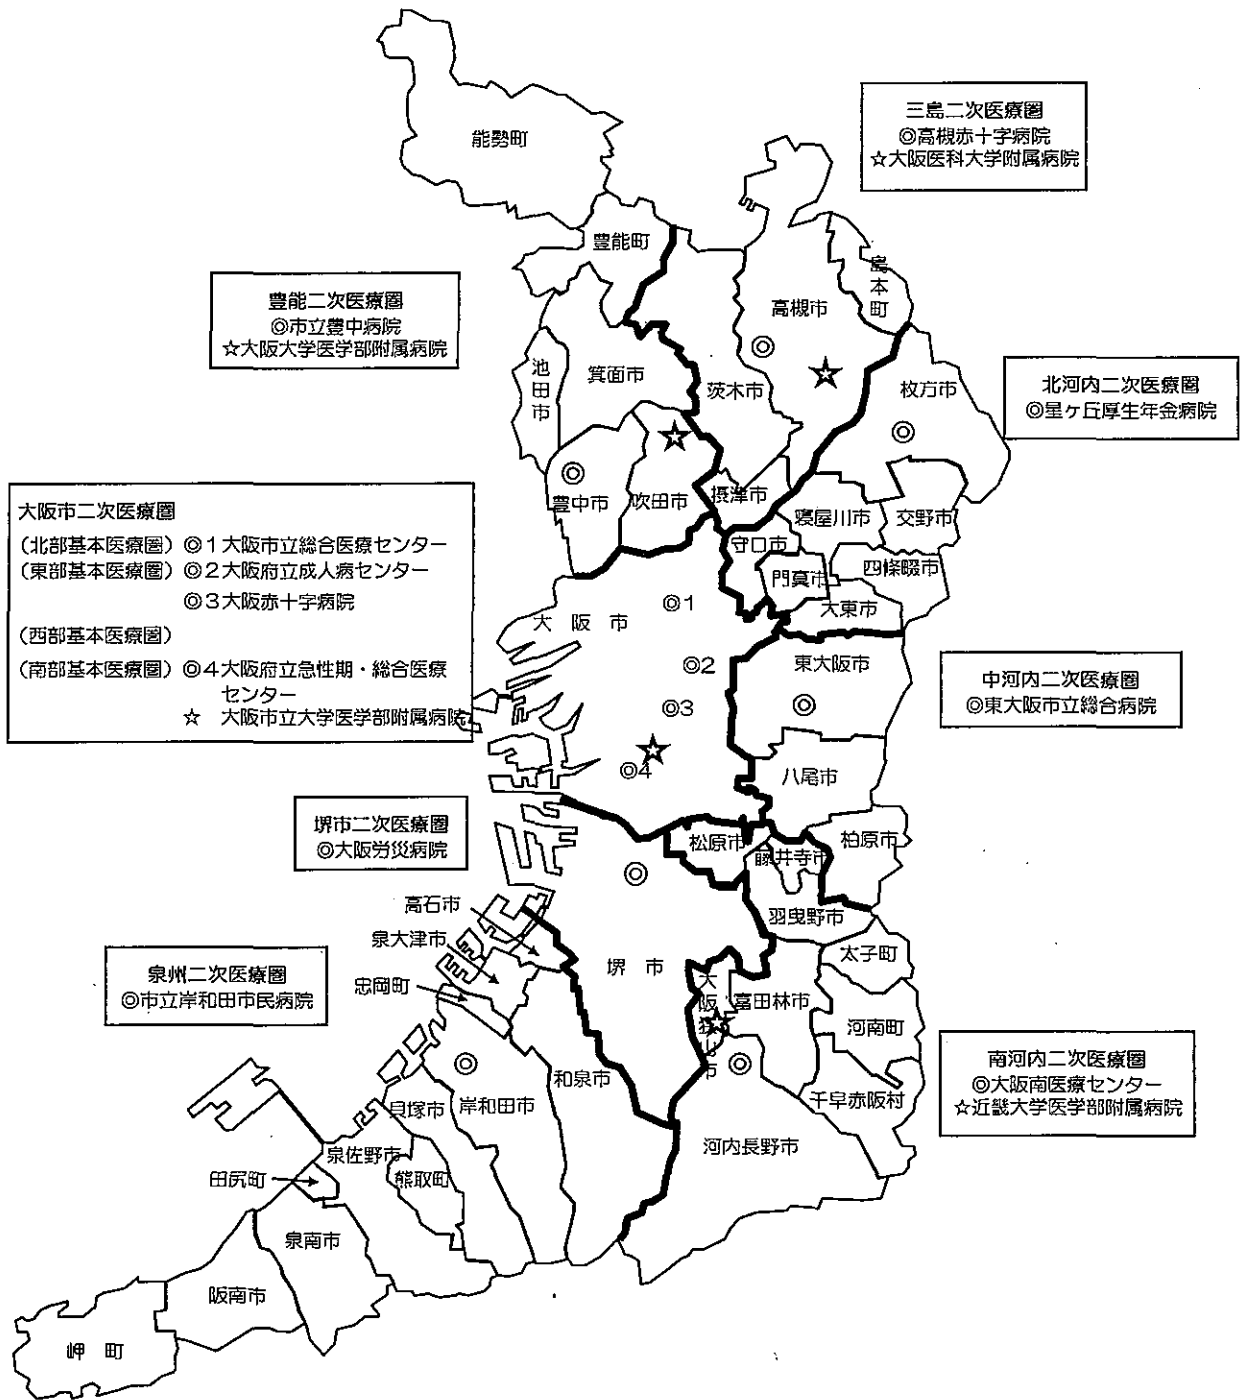 三島二次医療圏
◎高槻赤十字病院
☆大阪医科大学附属病院
能勢町
豊能町
島本町
高槻市
豊能二次医療圏
◎市立豊中病院
☆大阪大学医学部附属病院
池田市
箕面市
茨木市
枚方市
北河内二次医療圏
◎星ヶ丘厚生年金病院
豊中市
吹田市
摂津市
寝屋川市
交野市
守口市
門真市
四條畷市
大東市
大阪市二次医療圏
(北部基本医療圏)◎1大阪市立総合医療センター
(東部基本医療圏)◎2大阪府立成人病センター
◎3大阪赤十字病院
(西部基本医療圏)
(南部基本医療圏)◎4大阪府立急性期・総合医療
センター
☆ 大阪市立大学医学部附属病院
大 阪 市
◎1
◎2
◎3
◎4
東大阪市
中河内二次医療圏
◎東大阪市立総合病院
八尾市
堺市二次医療圏
◎大阪労災病院
松原市
藤井寺市
柏原市
高石市
羽曳野市
泉大津市
太子町
堺 市
泉州二次医療圏
◎市立岸和田市民病院
忠岡町
大阪狭山市
富田林市
河南町
南河内二次医療圏
◎大阪南医療センター
☆近畿大学医学部附属病院
和泉市
千早赤阪村
貝塚市
岸和田市
河内長野市
泉佐野市
熊取町
田尻町
泉南市
阪南市
岬 町